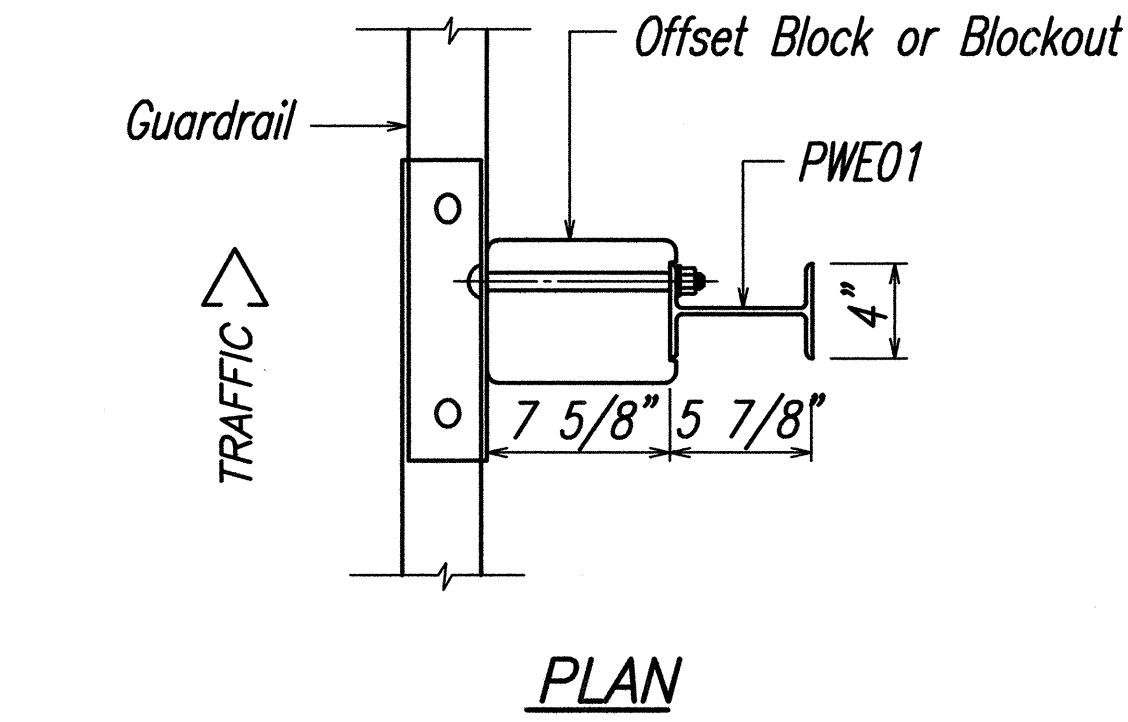 Offset Block or Blockout
Guardrail
PWE01
TRAFFIC
4"
7 5/8"
5 7/8"
PLAN